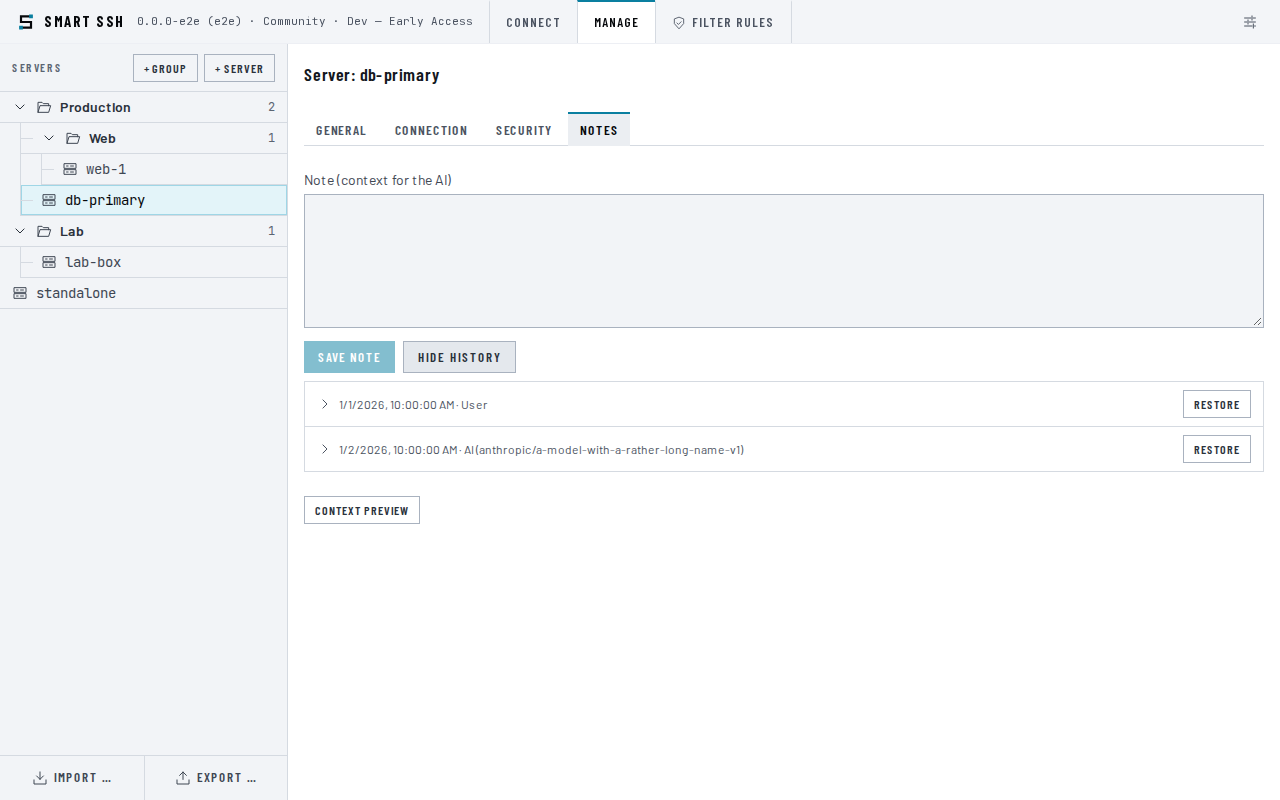 SMART SSH 0.0.0-e2e (e2e) · Community · Dev — Early Access CONNECT MANAGE FILTER RULES
SERVERS + GROUP + SERVER
Production 2
Web 1
web-1
db-primary
Lab 1
lab-box
standalone
IMPORT … EXPORT …
Server: db-primary
GENERAL CONNECTION SECURITY NOTES
Note (context for the AI)
SAVE NOTE HIDE HISTORY
1/1/2026, 10:00:00 AM · User RESTORE
1/2/2026, 10:00:00 AM · AI (anthropic/a-model-with-a-rather-long-name-v1) RESTORE
CONTEXT PREVIEW